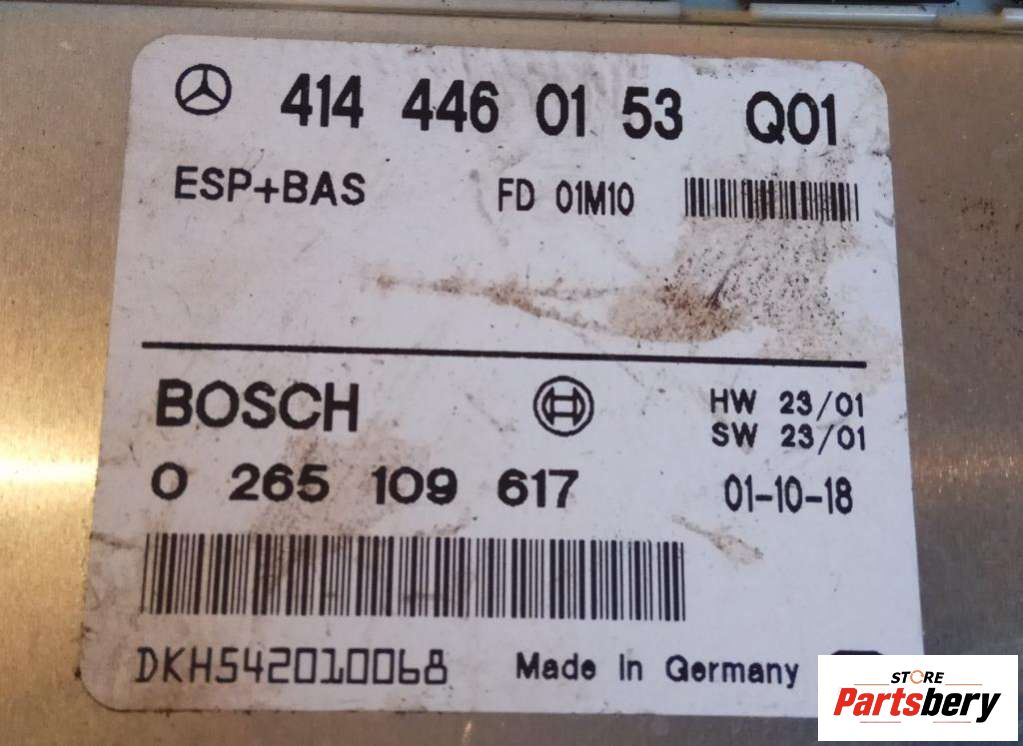 414 446 01 53 Q01
ESP+BAS FD 01M10
BOSCH HW 23/01
SW 23/01
0 265 109 617 01-10-18
DKH542010068 Made in Germany
STORE
Partsbery